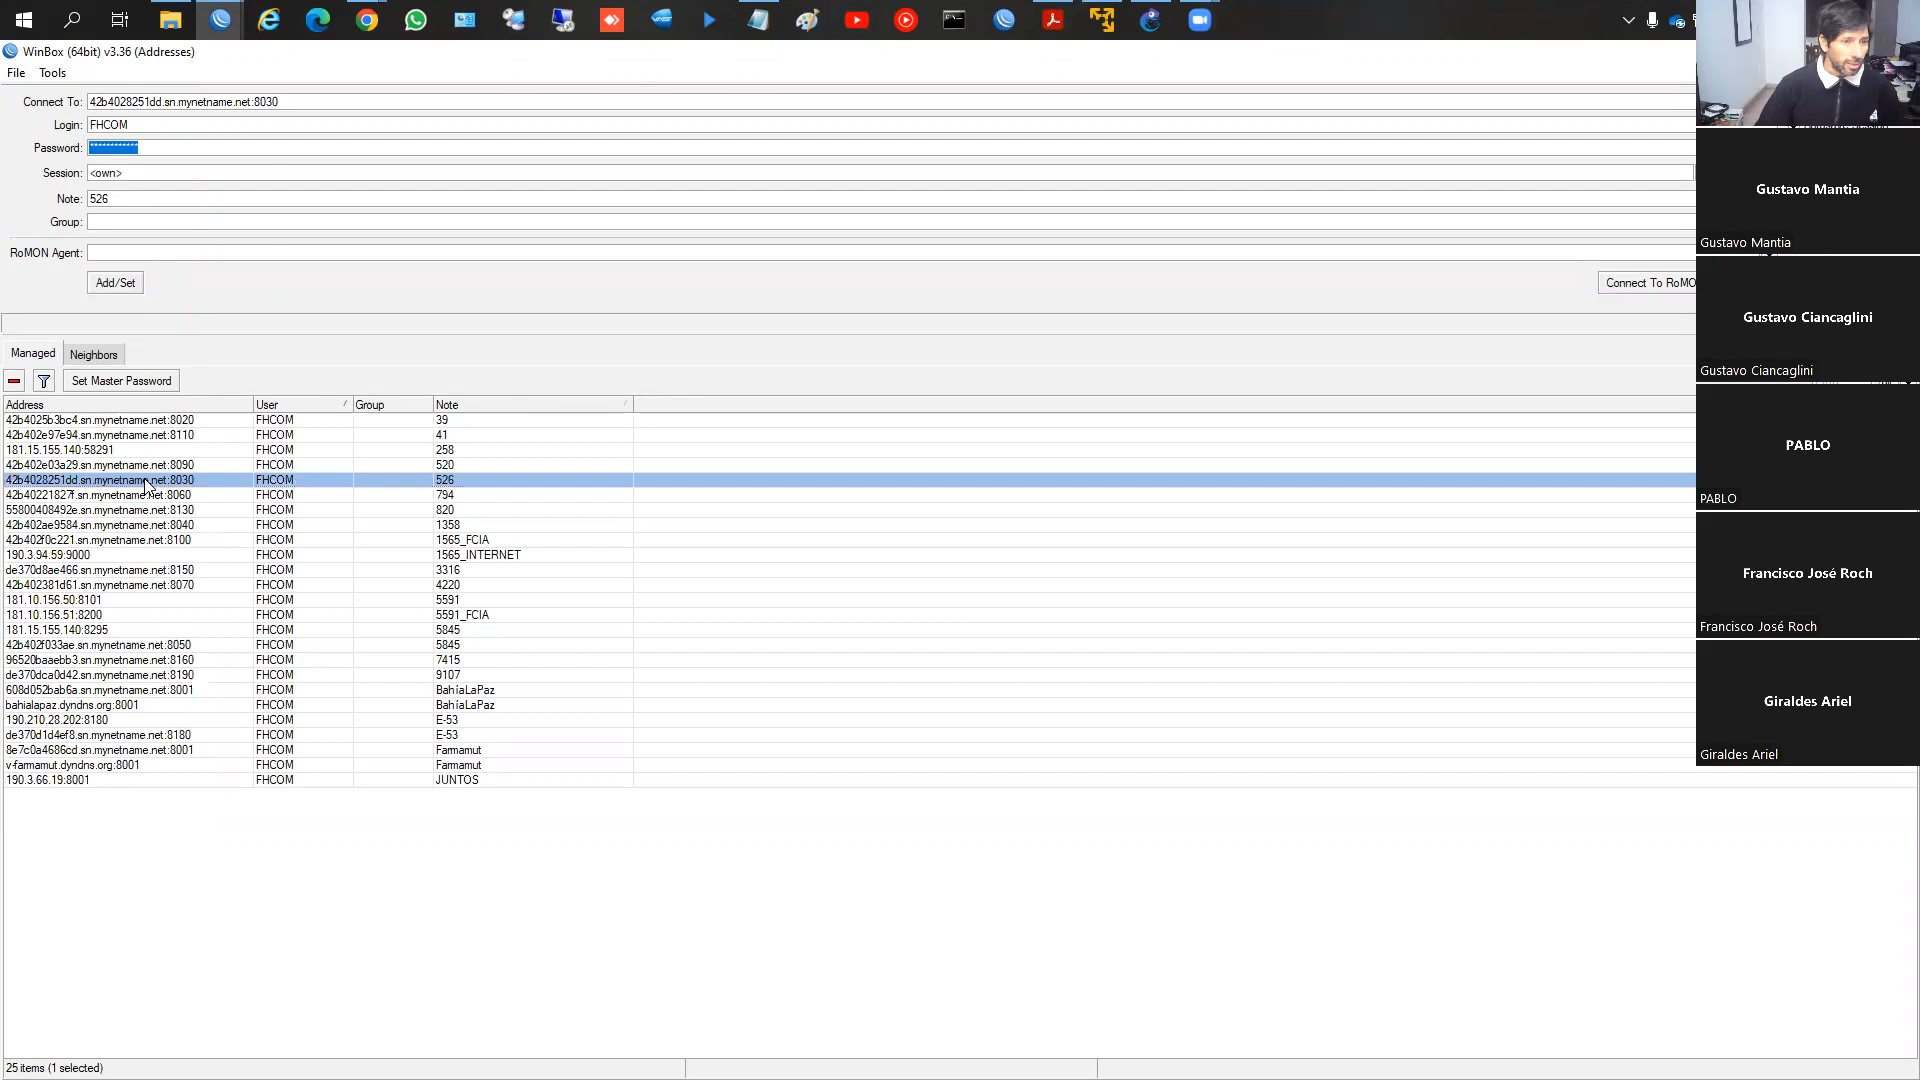 WinBox (64bit) v3.36 (Addresses)
File Tools
Connect To: 42b4028251dd.sn.mynetname.net:8030
Login: FHCOM
Password: ************
Session: <own>
Note: 526
Group:
RoMON Agent:
Add/Set
Connect To RoMO
Managed Neighbors
Set Master Password
Address User Group Note
42b4025b3bc4.sn.mynetname.net:8020 FHCOM 39
42b402e97e94.sn.mynetname.net:8110 FHCOM 41
181.15.155.140:58291 FHCOM 258
42b402e03a29.sn.mynetname.net:8090 FHCOM 520
42b4028251dd.sn.mynetname.net:8030 FHCOM 526
42b40221827f.sn.mynetname.net:8060 FHCOM 794
55800408492e.sn.mynetname.net:8130 FHCOM 820
42b402ae9584.sn.mynetname.net:8040 FHCOM 1358
42b402f0c221.sn.mynetname.net:8100 FHCOM 1565_FCIA
190.3.94.59:9000 FHCOM 1565_INTERNET
de370d8ae466.sn.mynetname.net:8150 FHCOM 3316
42b402381d61.sn.mynetname.net:8070 FHCOM 4220
181.10.156.50:8101 FHCOM 5591
181.10.156.51:8200 FHCOM 5591_FCIA
181.15.155.140:8295 FHCOM 5845
42b402f033ae.sn.mynetname.net:8050 FHCOM 5845
96520baaebb3.sn.mynetname.net:8160 FHCOM 7415
de370dca0d42.sn.mynetname.net:8190 FHCOM 9107
608d052bab6a.sn.mynetname.net:8001 FHCOM BahíaLaPaz
bahialapaz.dyndns.org:8001 FHCOM BahíaLaPaz
190.210.28.202:8180 FHCOM E-53
de370d1d4ef8.sn.mynetname.net:8180 FHCOM E-53
8e7c0a4686cd.sn.mynetname.net:8001 FHCOM Farmamut
v-farmamut.dyndns.org:8001 FHCOM Farmamut
190.3.66.19:8001 FHCOM JUNTOS
25 items (1 selected)
Gustavo Mantia
Gustavo Mantia
Gustavo Ciancaglini
Gustavo Ciancaglini
PABLO
PABLO
Francisco José Roch
Francisco José Roch
Giraldes Ariel
Giraldes Ariel